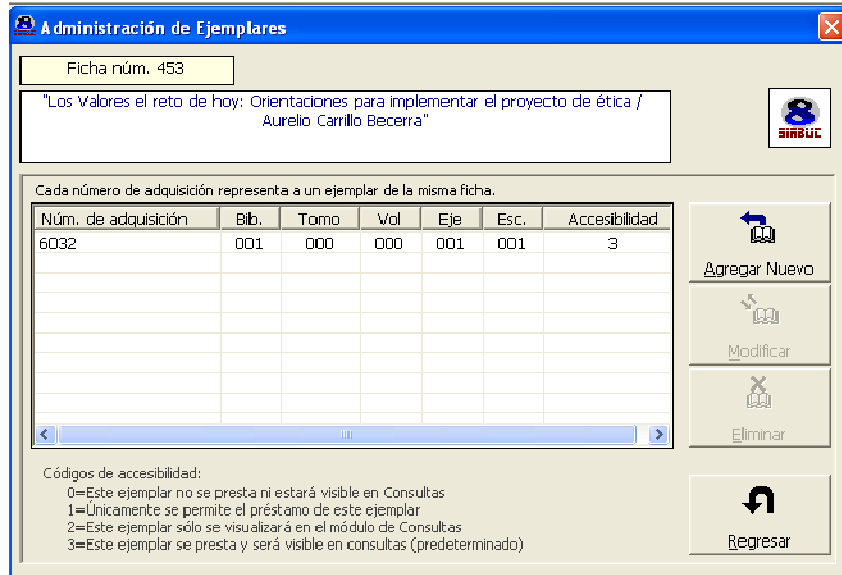 Administración de Ejemplares
Ficha núm. 453
"Los Valores el reto de hoy: Orientaciones para implementar el proyecto de ética /
Aurelio Carrillo Becerra"
SIABUC
Cada número de adquisición representa a un ejemplar de la misma ficha.
Núm. de adquisición Bib. Tomo Vol Eje Esc. Accesibilidad
6032 001 000 000 001 001 3
Agregar Nuevo
Modificar
Eliminar
Códigos de accesibilidad:
0=Este ejemplar no se presta ni estará visible en Consultas
1=Únicamente se permite el préstamo de este ejemplar
2=Este ejemplar sólo se visualizará en el módulo de Consultas
3=Este ejemplar se presta y será visible en consultas (predeterminado)
Regresar